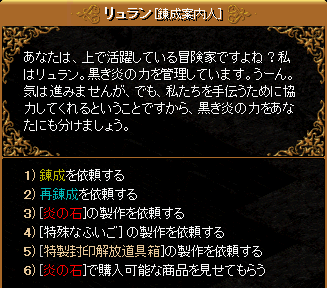 リュラン[錬成案内人]
あなたは、上で活躍している冒険家ですよね？私
はリュラン。黒き炎の力を管理しています。うーん。
気は進みませんが、でも、私たちを手伝うために協
力してくれるということですから、黒き炎の力をあな
たにも分けましょう。
1) 錬成を依頼する
2) 再錬成を依頼する
3) [炎の石]の製作を依頼する
4) [特殊なふいご] の製作を依頼する
5) [特製封印解放道具箱]の製作を依頼する
6) [炎の石]で購入可能な商品を見せてもらう